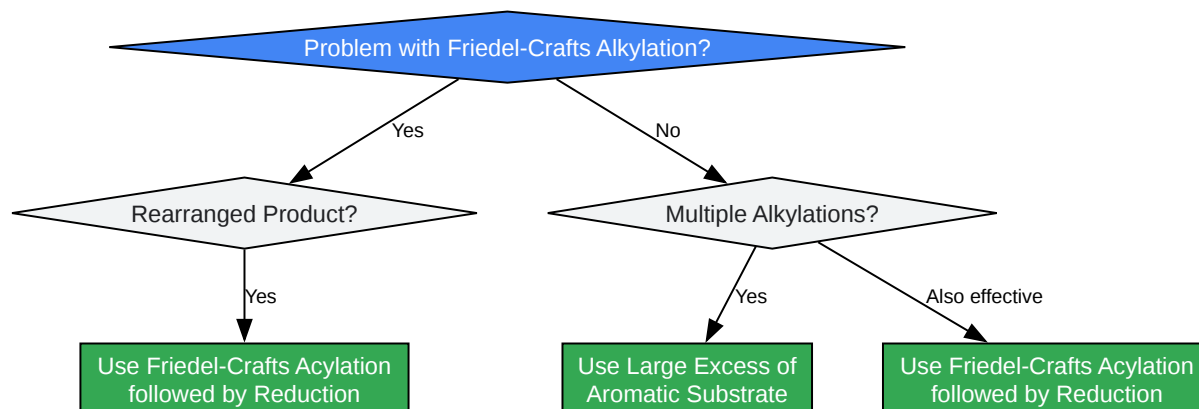 Problem with Friedel-Crafts Alkylation?
Yes
No
Rearranged Product?
Multiple Alkylations?
Yes
Yes
Also effective
Use Friedel-Crafts Acylation
followed by Reduction
Use Large Excess of
Aromatic Substrate
Use Friedel-Crafts Acylation
followed by Reduction